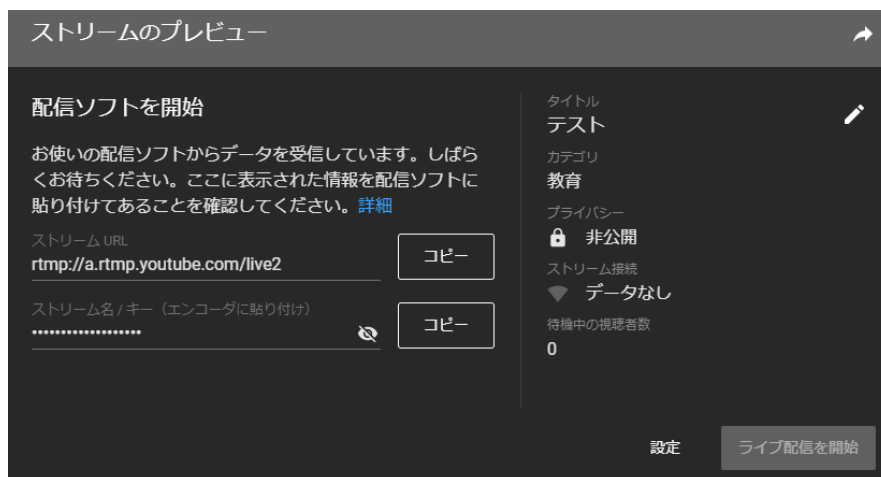 ストリームのプレビュー
配信ソフトを開始
お使いの配信ソフトからデータを受信しています。しばら
くお待ちください。ここに表示された情報を配信ソフトに
貼り付けてあることを確認してください。詳細
ストリーム URL
rtmp://a.rtmp.youtube.com/live2
コピー
ストリーム名 / キー（エンコーダに貼り付け）
••••••••••••••••••
コピー
タイトル
テスト
カテゴリ
教育
プライバシー
非公開
ストリーム接続
データなし
待機中の視聴者数
0
設定
ライブ配信を開始